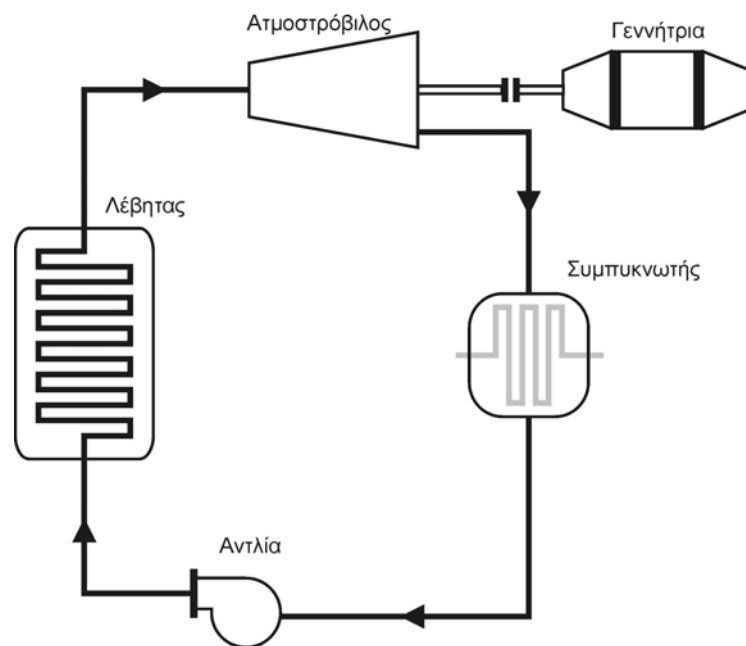 Ατμοστρόβιλος
Γεννήτρια
Λέβητας
Συμπυκνωτής
Αντλία